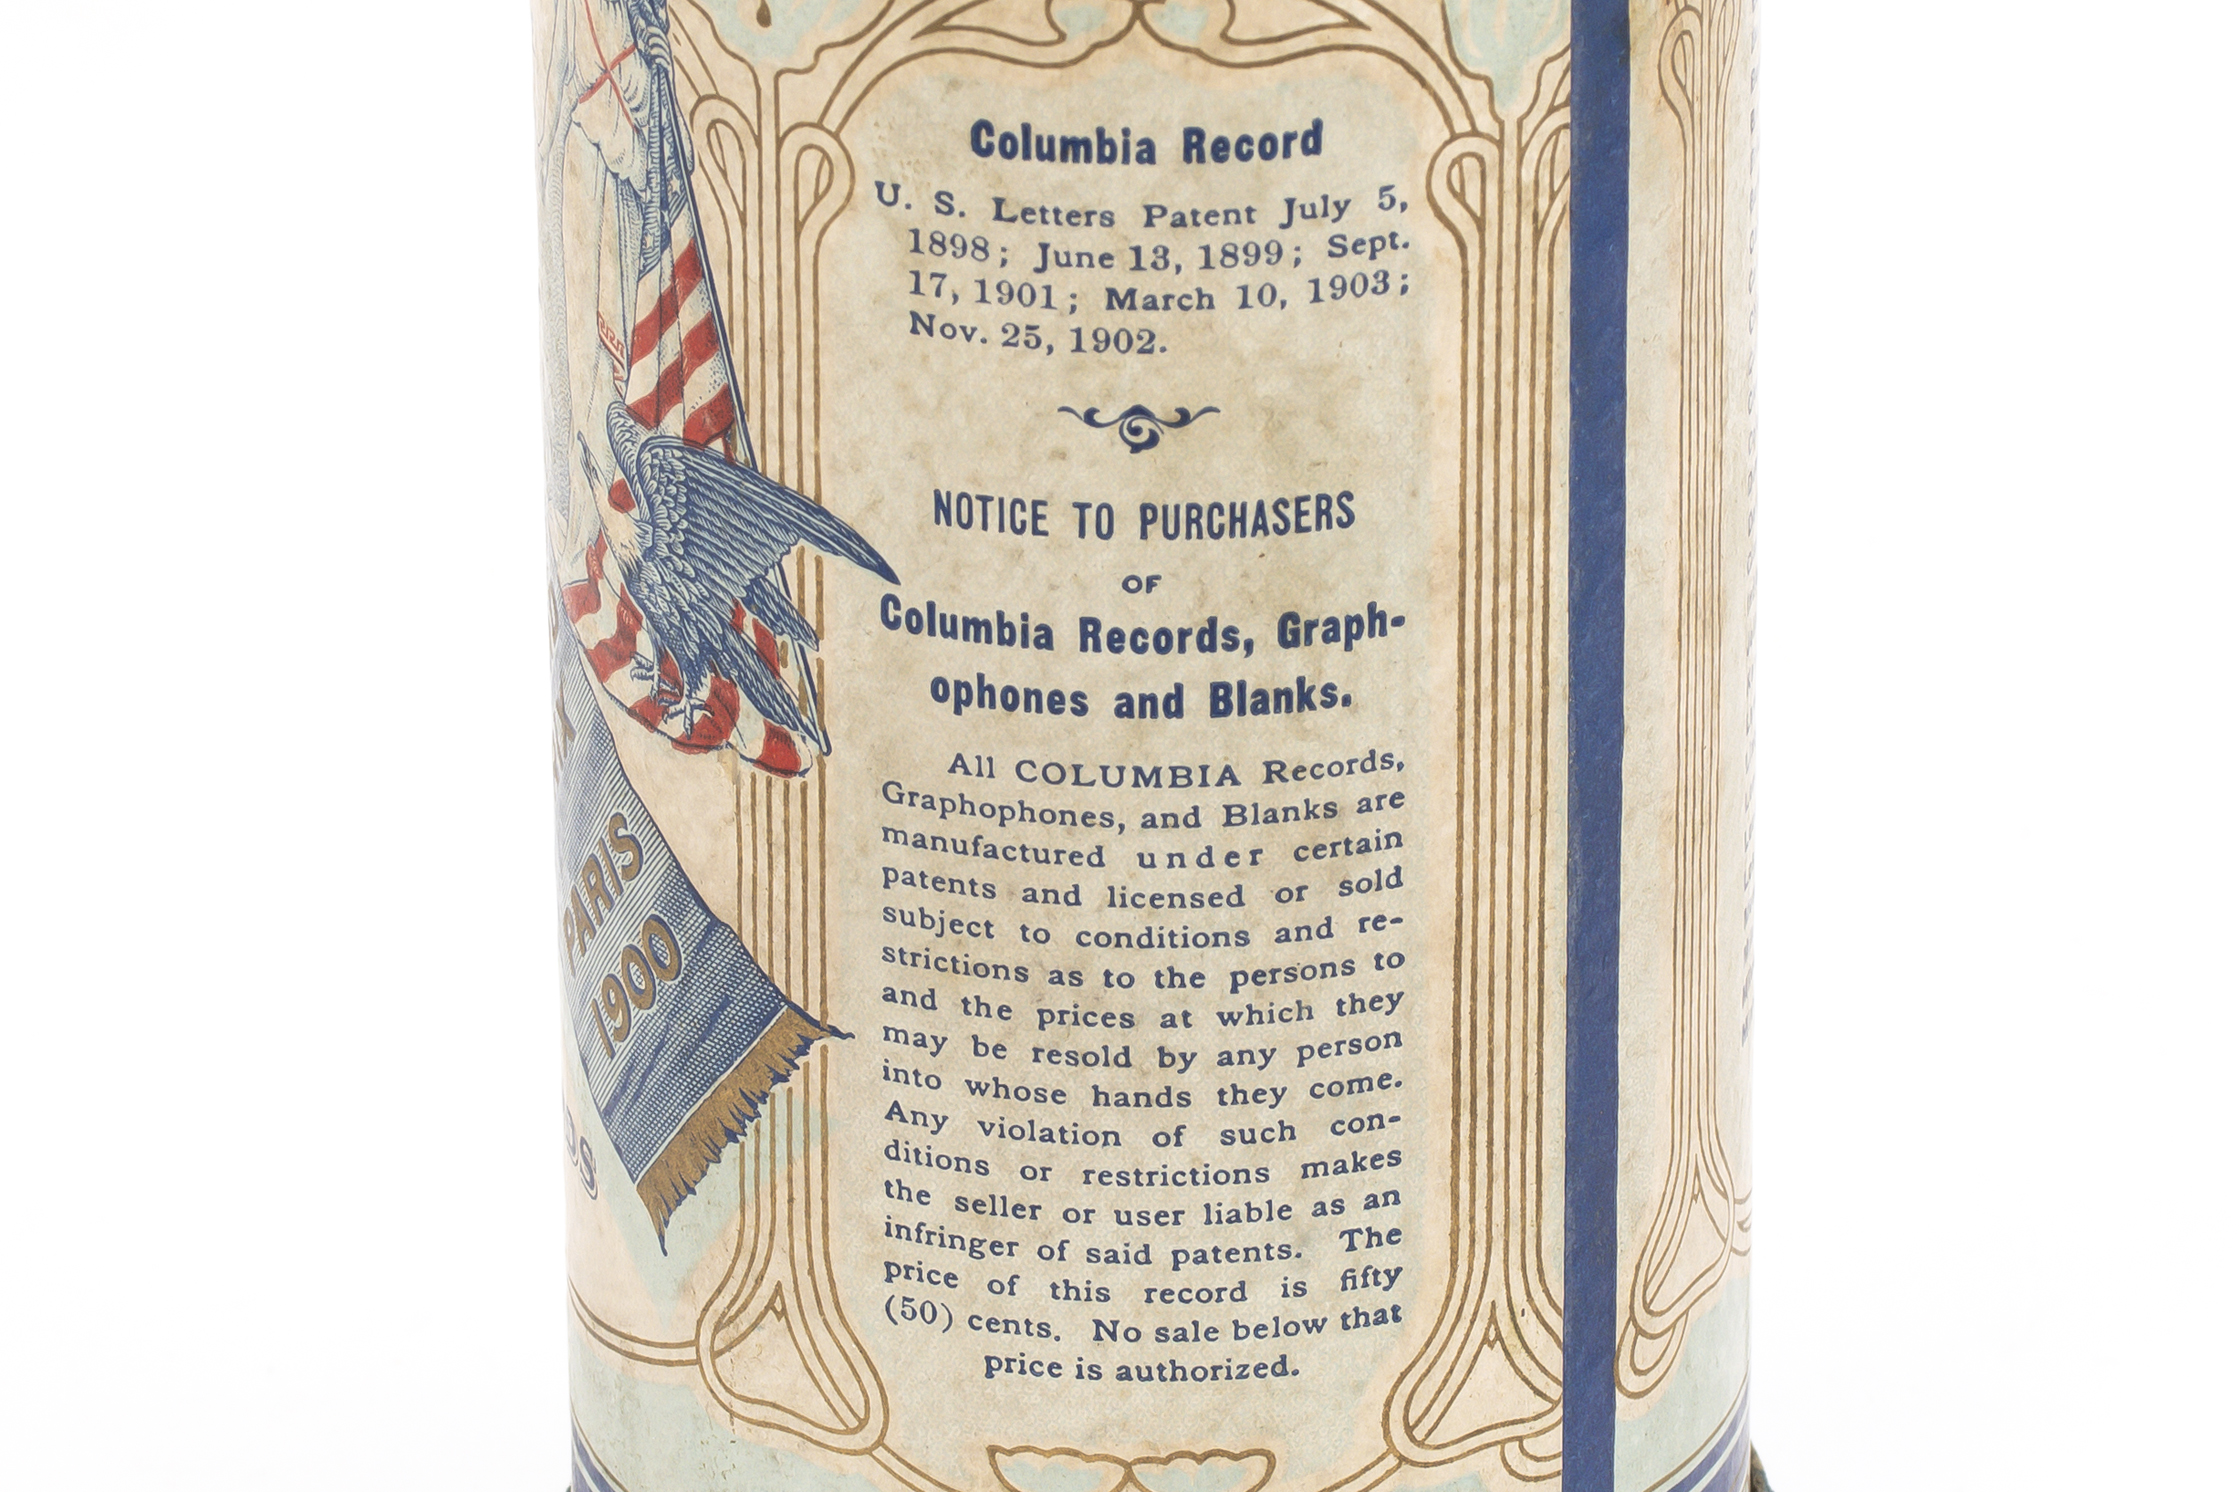 Columbia Record
U. S. Letters Patent July 5,
1898; June 13, 1899; Sept.
17, 1901; March 10, 1903;
Nov. 25, 1902.
NOTICE TO PURCHASERS
OF
Columbia Records, Graph-
ophones and Blanks.
All COLUMBIA Records,
Graphophones, and Blanks are
manufactured under certain
patents and licensed or sold
subject to conditions and re-
strictions as to the persons to
and the prices at which they
may be resold by any person
into whose hands they come.
Any violation of such con-
ditions or restrictions makes
the seller or user liable as an
infringer of said patents. The
price of this record is fifty
(50) cents. No sale below that
price is authorized.
PARIS
1900